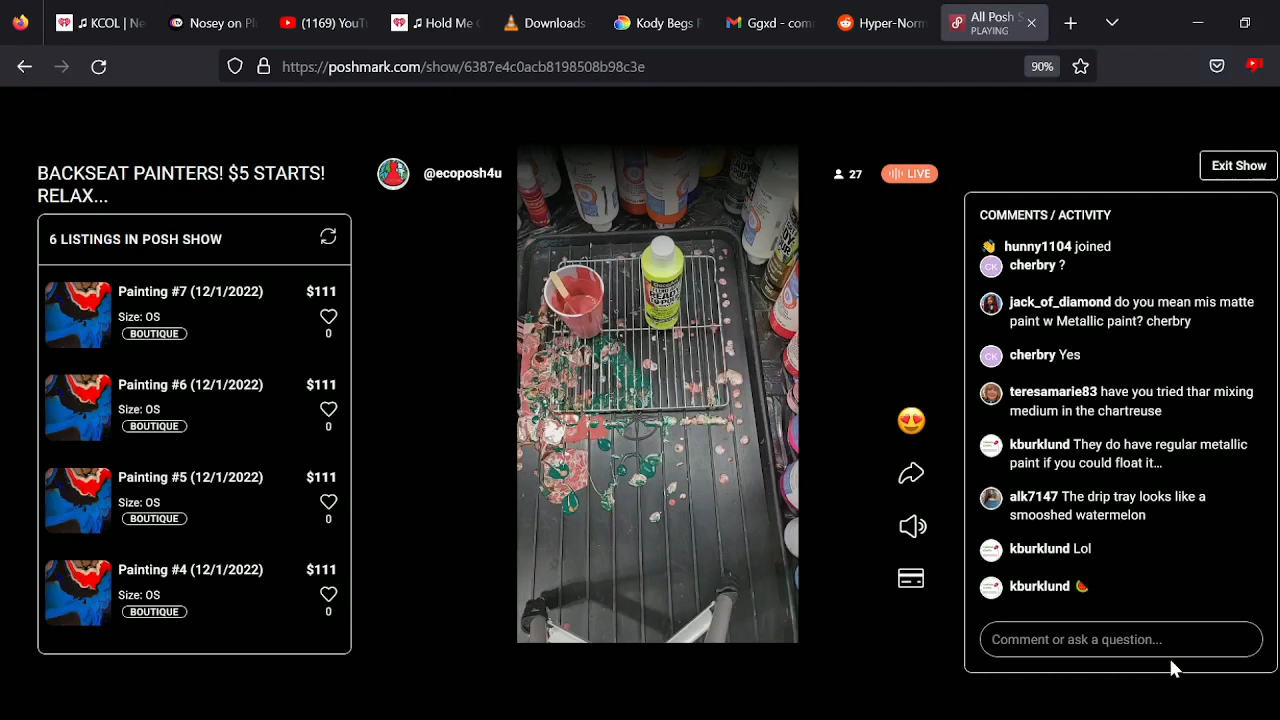 KCOL | Ne
Nosey on Pl
(1169) YouT
Hold Me
Downloads
Kody Begs F
Ggxd - com
Hyper-Norm
All Posh S
PLAYING
https://poshmark.com/show/6387e4c0acb8198508b98c3e
90%
BACKSEAT PAINTERS! $5 STARTS!
RELAX...
@ecoposh4u
27
LIVE
Exit Show
6 LISTINGS IN POSH SHOW
Painting #7 (12/1/2022) $111
Size: OS
BOUTIQUE 0
Painting #6 (12/1/2022) $111
Size: OS
BOUTIQUE 0
Painting #5 (12/1/2022) $111
Size: OS
BOUTIQUE 0
Painting #4 (12/1/2022) $111
Size: OS
BOUTIQUE 0
READY
COMMENTS / ACTIVITY
hunny1104 joined
CK cherbry ?
jack_of_diamond do you mean mis matte
paint w Metallic paint? cherbry
CK cherbry Yes
teresamarie83 have you tried thar mixing
medium in the chartreuse
kburklund They do have regular metallic
paint if you could float it...
alk7147 The drip tray looks like a
smooshed watermelon
kburklund Lol
kburklund 🍉
Comment or ask a question...